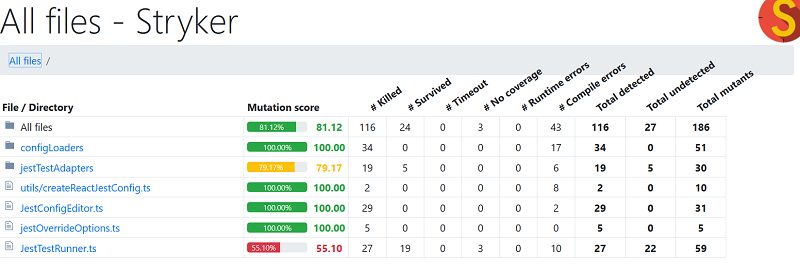 All files - Stryker
S
All files /
File / Directory Mutation score # Killed # Survived # Timeout # No coverage # Runtime errors # Compile errors Total detected Total undetected Total mutants
All files 81.12% 81.12 116 24 0 3 0 43 116 27 186
configLoaders 100.00% 100.00 34 0 0 0 0 17 34 0 51
jestTestAdapters 79.17% 79.17 19 5 0 0 0 6 19 5 30
utils/createReactJestConfig.ts 100.00% 100.00 2 0 0 0 0 8 2 0 10
JestConfigEditor.ts 100.00% 100.00 29 0 0 0 0 2 29 0 31
jestOverrideOptions.ts 100.00% 100.00 5 0 0 0 0 0 5 0 5
JestTestRunner.ts 55.10% 55.10 27 19 0 3 0 10 27 22 59